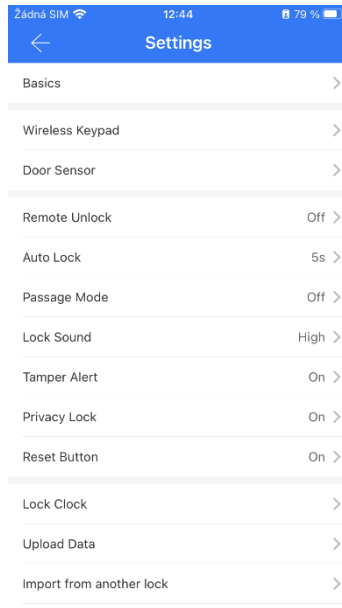 Žádná SIM 12:44 79 %
Settings
Basics
Wireless Keypad
Door Sensor
Remote Unlock Off
Auto Lock 5s
Passage Mode Off
Lock Sound High
Tamper Alert On
Privacy Lock On
Reset Button On
Lock Clock
Upload Data
Import from another lock